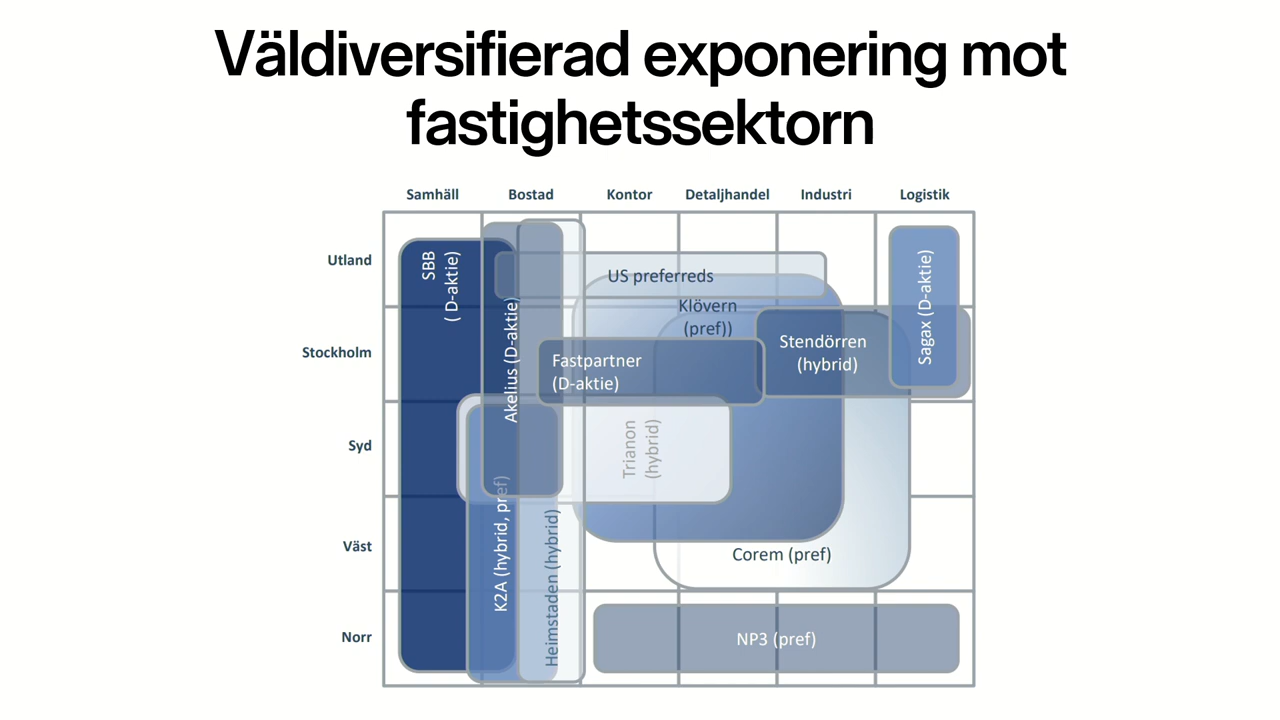 Väldiversifierad exponering mot
fastighetssektorn
Samhäll
Bostad
Kontor
Detaljhandel
Industri
Logistik
Utland
Stockholm
Syd
Väst
Norr
SBB
( D-aktie)
Akelius (D-aktie)
US preferreds
Klövern
(pref))
Fastpartner
(D-aktie)
Stendörren
(hybrid)
Sagax (D-aktie)
Trianon
(hybrid)
K2A (hybrid, pref)
Heimstaden (hybrid)
Corem (pref)
NP3 (pref)